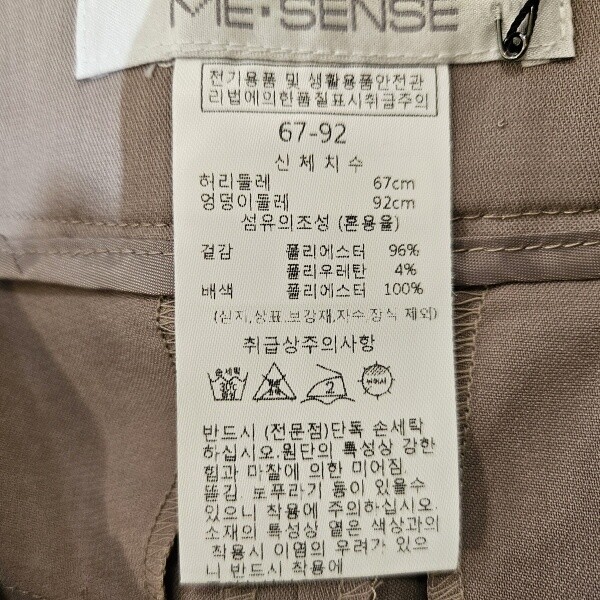 ME·SENSE
전기용품 및 생활용품안전관
리법에의한품질표시취급주의
67-92
신 체 치 수
허리둘레 67cm
엉덩이둘레 92cm
섬유의조성 (혼용율)
겉감 폴리에스터 96%
폴리우레탄 4%
배색 폴리에스터 100%
(심지,상표,보강재,자수 장식 제외)
취급상주의사항
손세탁
30℃
2
반드시 (전문점)단독 손세탁
하십시오.원단의 특성상 강한
힘과 마찰에 의한 미어짐.
뜯김. 보푸라기 등이 있을수
있으니 착용에 주의하십시오.
소재의 특성상 옅은 색상과의
착용시 이염의 우려가 있으
니 반드시 착용에